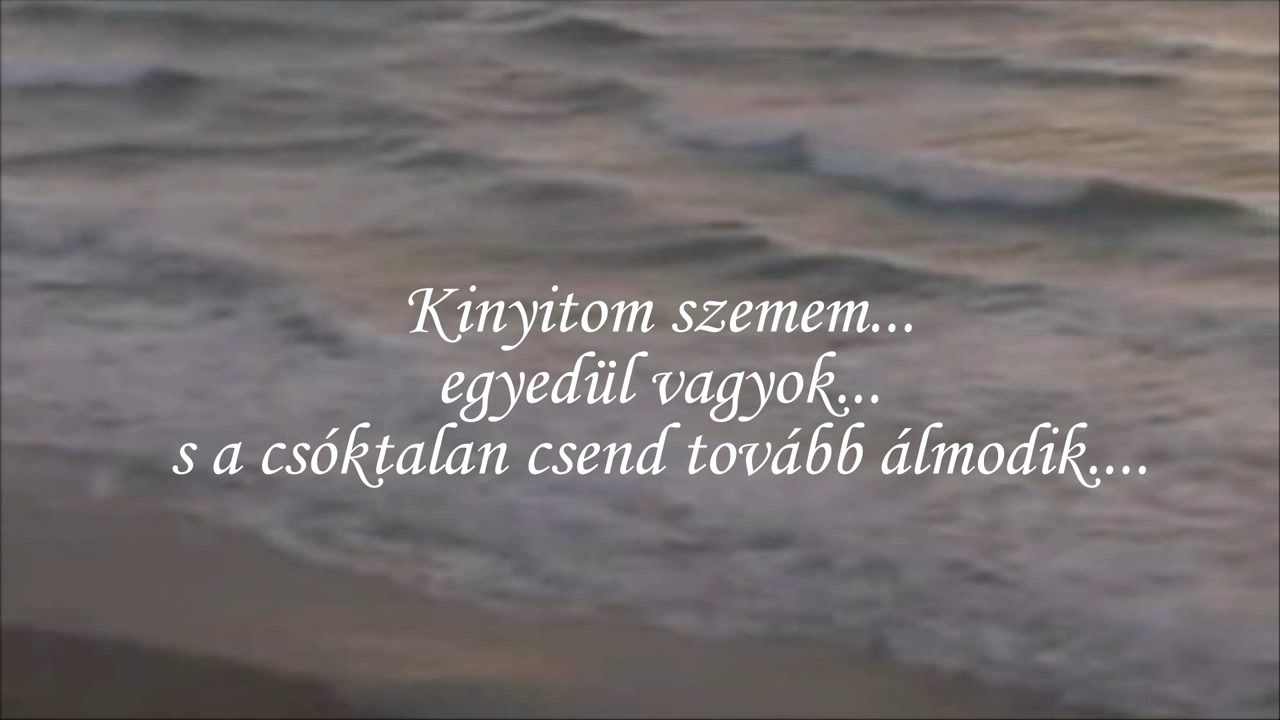 Kinyitom szemem...
egyedül vagyok...
s a csóktalan csend tovább álmodik....